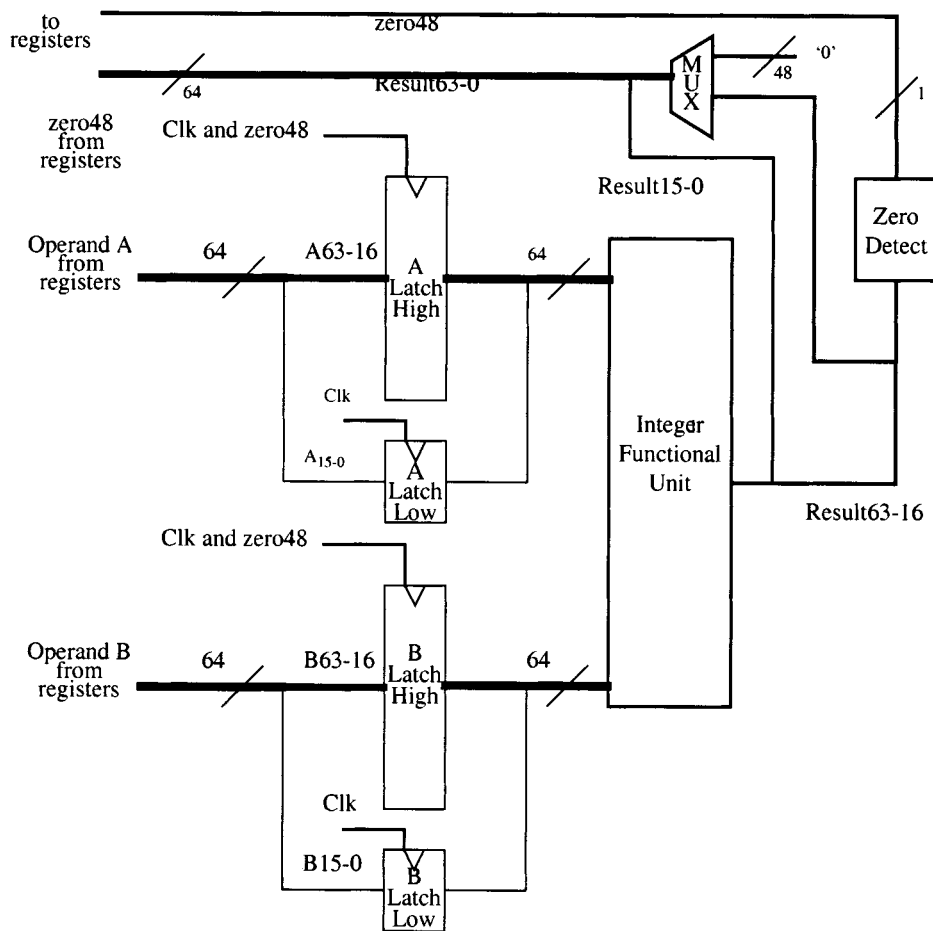 to
registers
zero48
M
U
X
'0'
48
64
Result63-0
1
zero48
from
registers
Clk and zero48
Result15-0
Zero
Detect
Operand A
from
registers
64
A63-16
A
Latch
High
64
Clk
A15-0
A
Latch
Low
Integer
Functional
Unit
Result63-16
Clk and zero48
Operand B
from
registers
64
B63-16
B
Latch
High
64
Clk
B15-0
B
Latch
Low